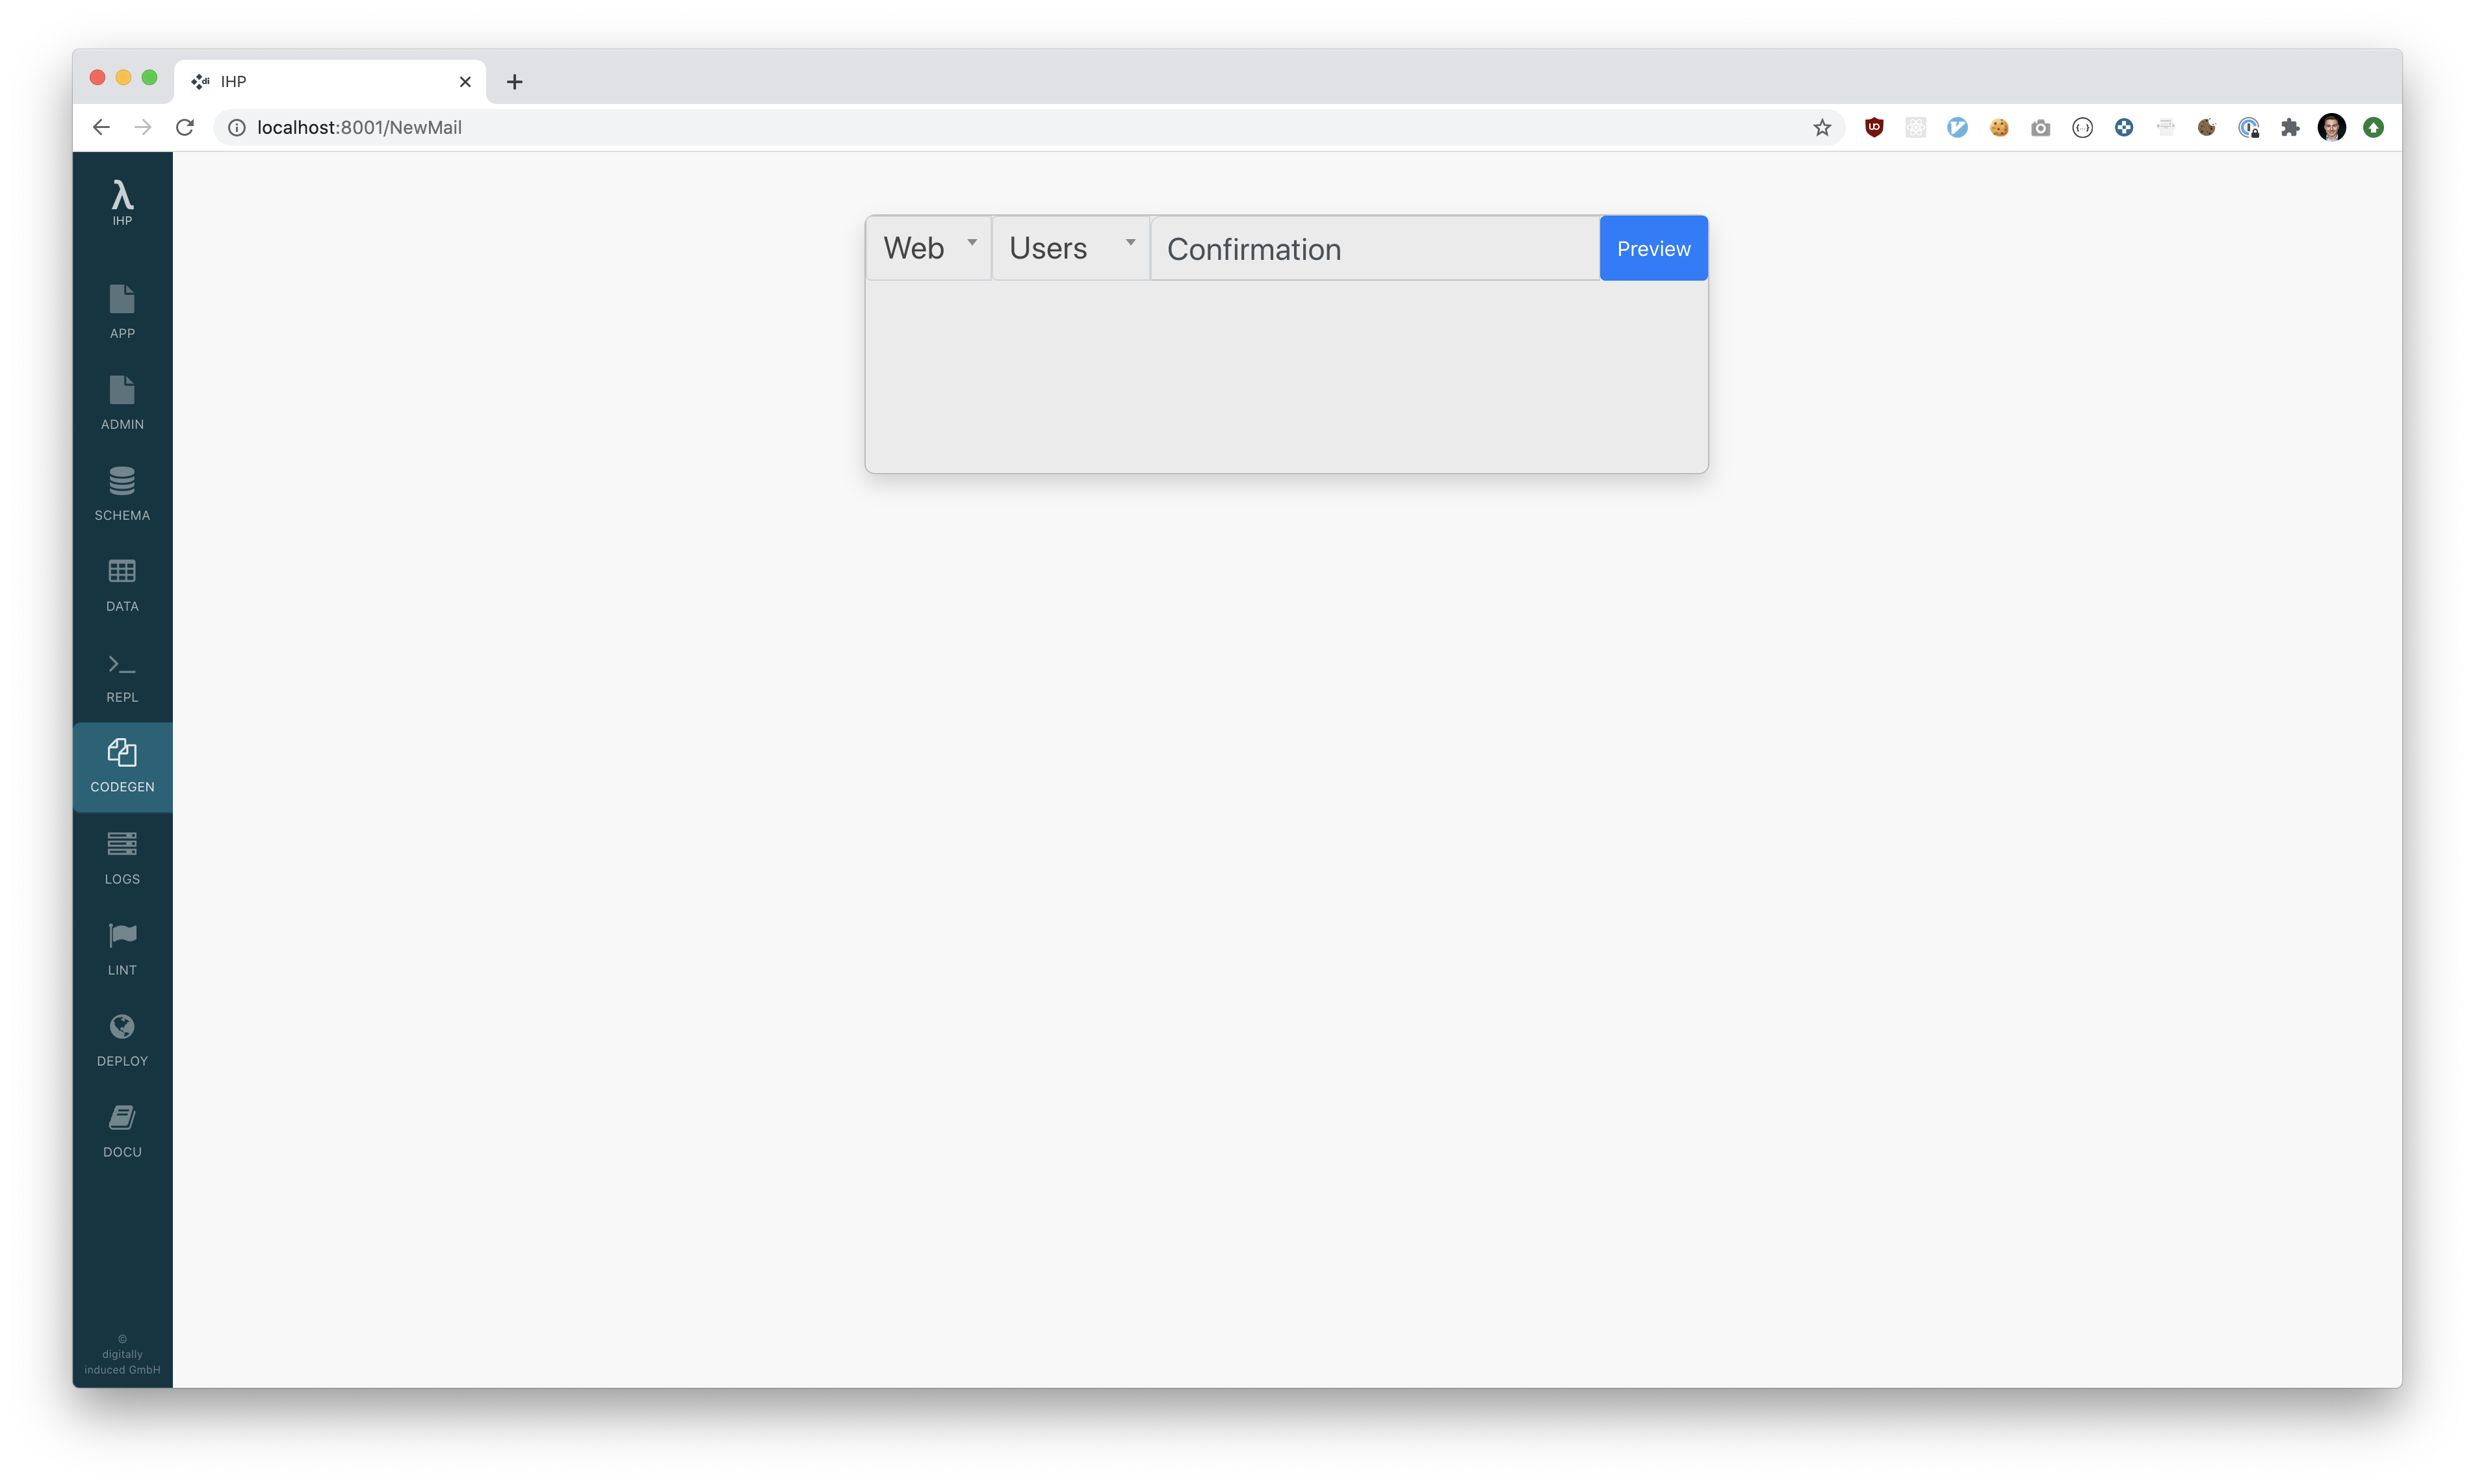 IHP
localhost:8001/NewMail
λ
IHP
APP
ADMIN
SCHEMA
DATA
REPL
CODEGEN
LOGS
LINT
DEPLOY
DOCU
©
digitally
induced GmbH
Web Users Confirmation Preview